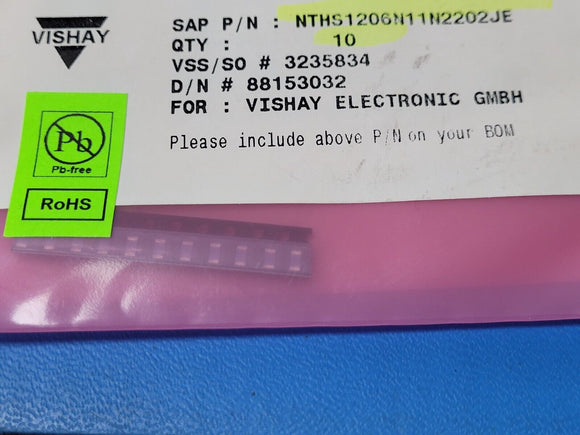 VISHAY
SAP P/N : NTHS1206N11N2202JE
QTY : 10
VSS/SO # 3235834
D/N # 88153032
FOR : VISHAY ELECTRONIC GMBH
Please include above P/N on your BOM
Pb
Pb-free
RoHS